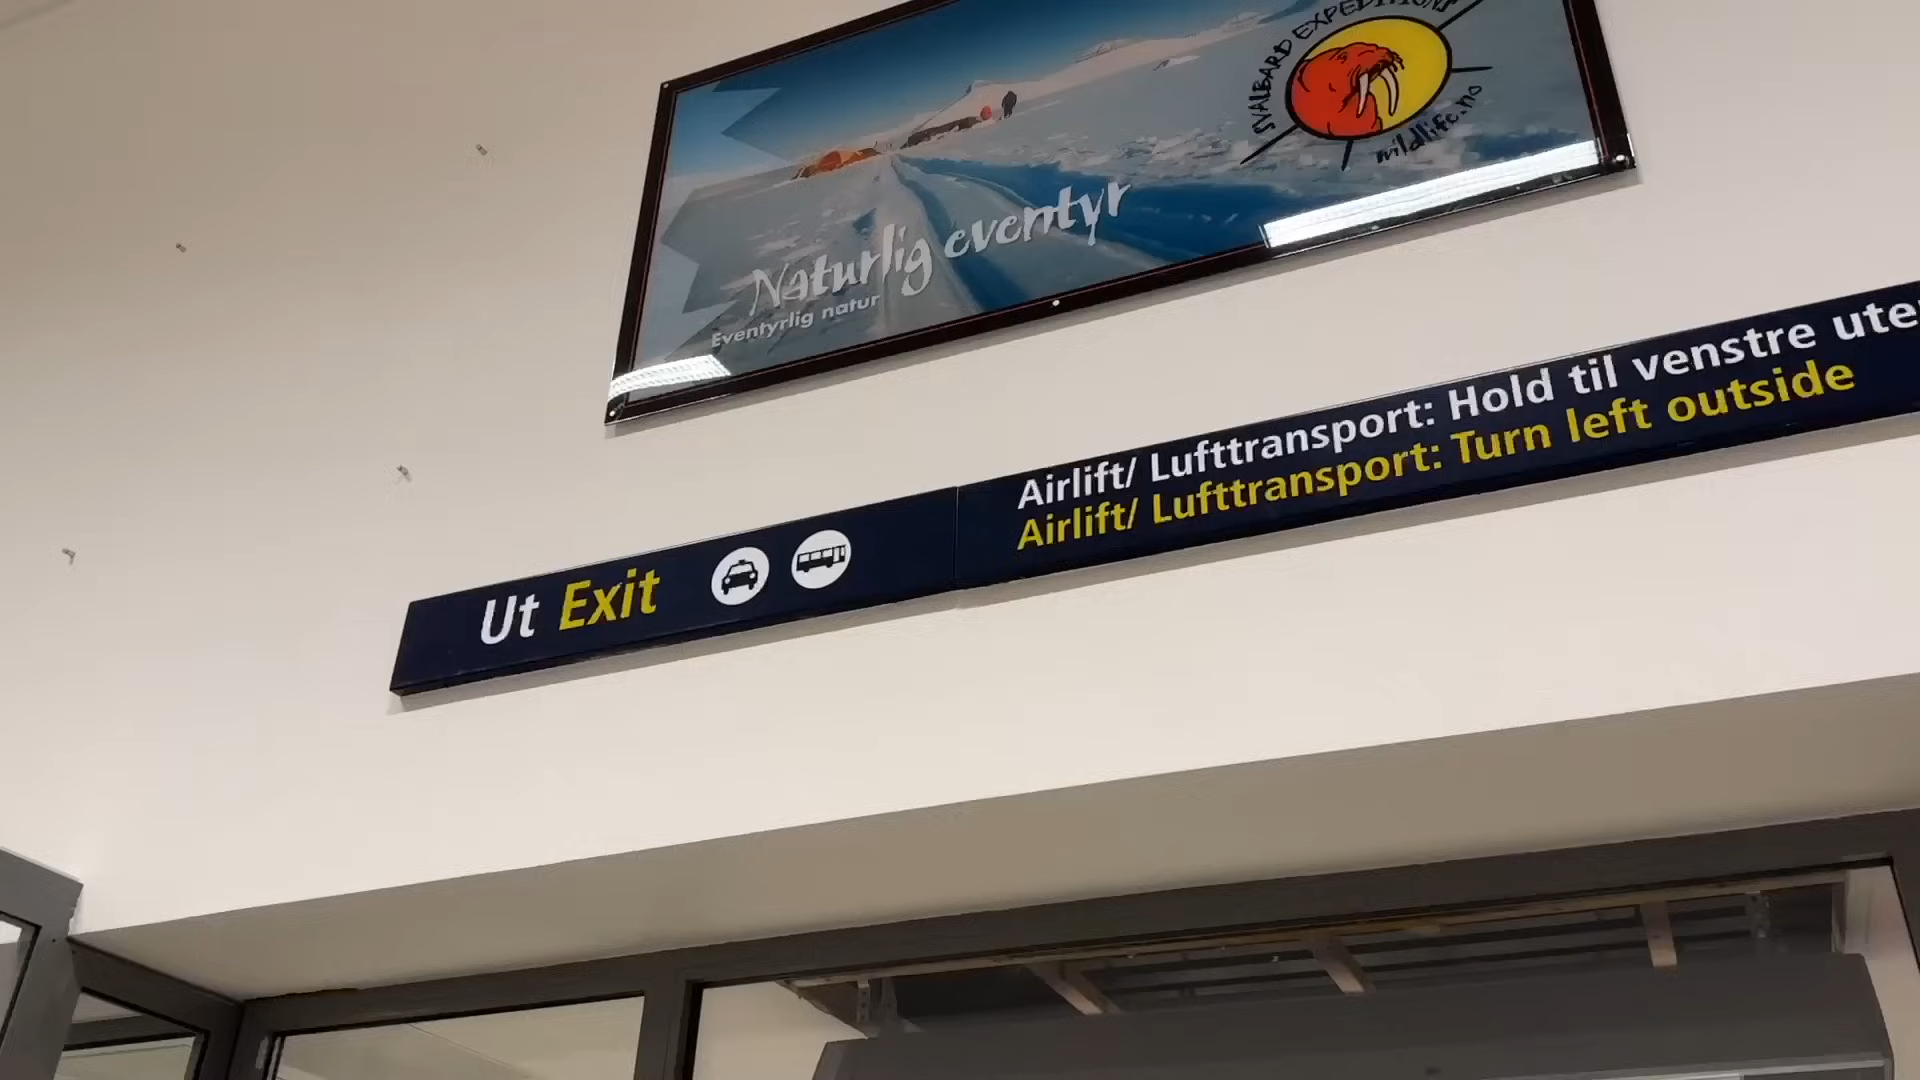 SVALBARD EXPEDITIONS
wildlife.no
Naturlig eventyr
Eventyrlig natur
Airlift/ Lufttransport: Hold til venstre ute
Airlift/ Lufttransport: Turn left outside
Ut Exit